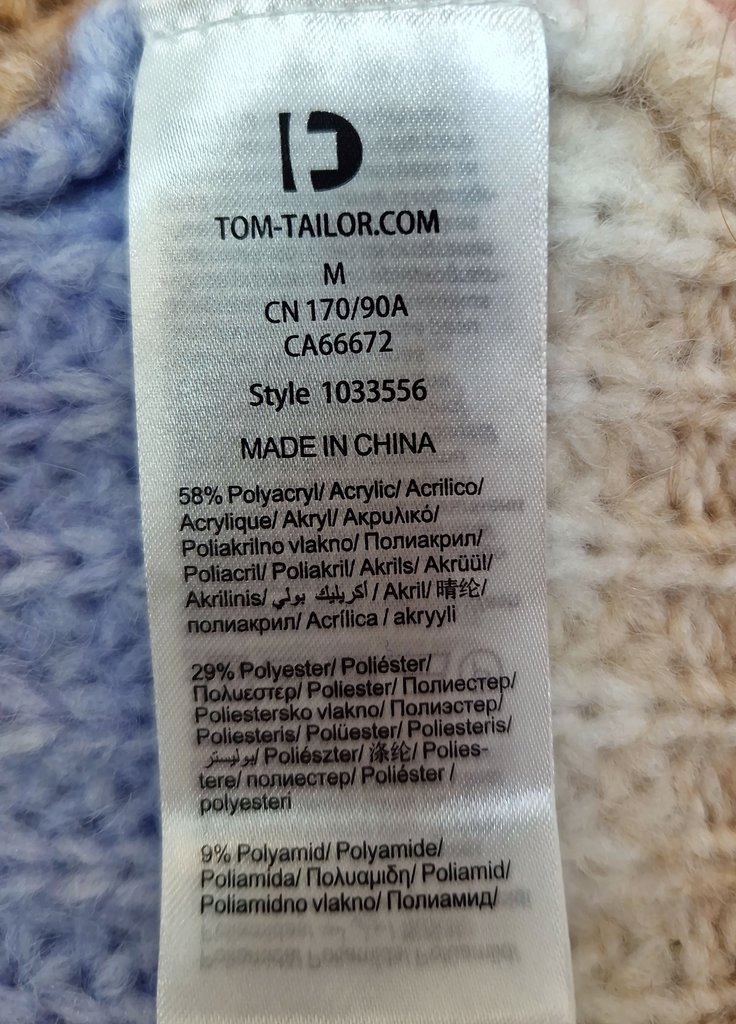 TOM-TAILOR.COM
M
CN 170/90A
CA66672
Style 1033556
MADE IN CHINA
58% Polyacryl/ Acrylic/ Acrilico/
Acrylique/ Akryl/ Ακρυλικό/
Poliakrilno vlakno/ Полиакрил/
Poliacril/ Poliakril/ Akrils/ Akrüül/
Akrilinis/ أكريليك بولي / Akril/ 晴纶/
полиакрил/ Acrílica / akryyli
29% Polyester/ Poliéster/
Πολυεστερ/ Poliester/ Полиестер/
Poliestersko vlakno/ Полиэстер/
Poliesteris/ Polüester/ Poliesteris/
بوليستر/ Poliészter/ 涤纶/ Polies-
tere/ полиестер/ Poliéster /
polyesteri
9% Polyamid/ Polyamide/
Poliamida/ Πολυαμιδη/ Poliamid/
Poliamidno vlakno/ Полиамид/